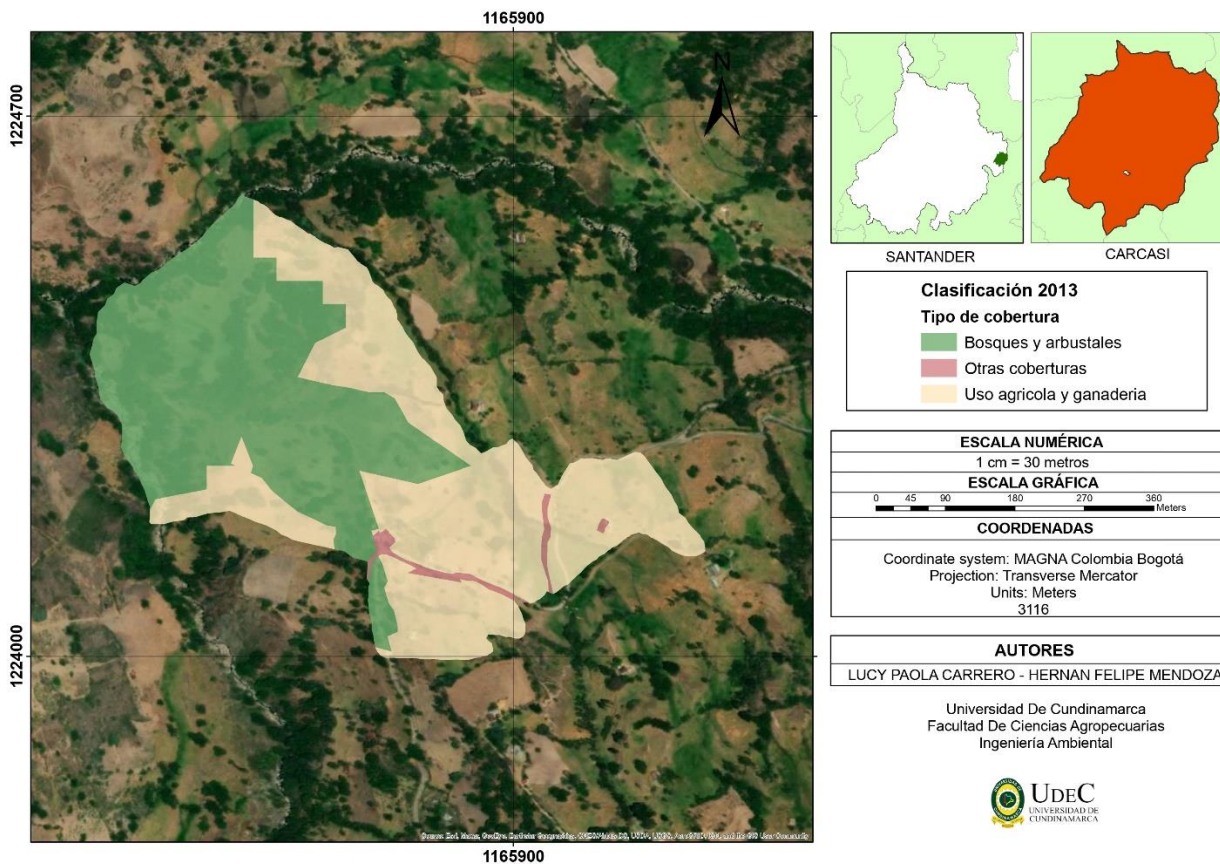 1165900
1224700
1224000
N
1165900
SANTANDER
CARCASI
Clasificación 2013
Tipo de cobertura
Bosques y arbustales
Otras coberturas
Uso agricola y ganaderia
ESCALA NUMÉRICA
1 cm = 30 metros
ESCALA GRÁFICA
0 45 90 180 270 360
Meters
COORDENADAS
Coordinate system: MAGNA Colombia Bogotá
Projection: Transverse Mercator
Units: Meters
3116
AUTORES
LUCY PAOLA CARRERO - HERNAN FELIPE MENDOZA
Universidad De Cundinamarca
Facultad De Ciencias Agropecuarias
Ingeniería Ambiental
UDEC
UNIVERSIDAD DE
CUNDINAMARCA